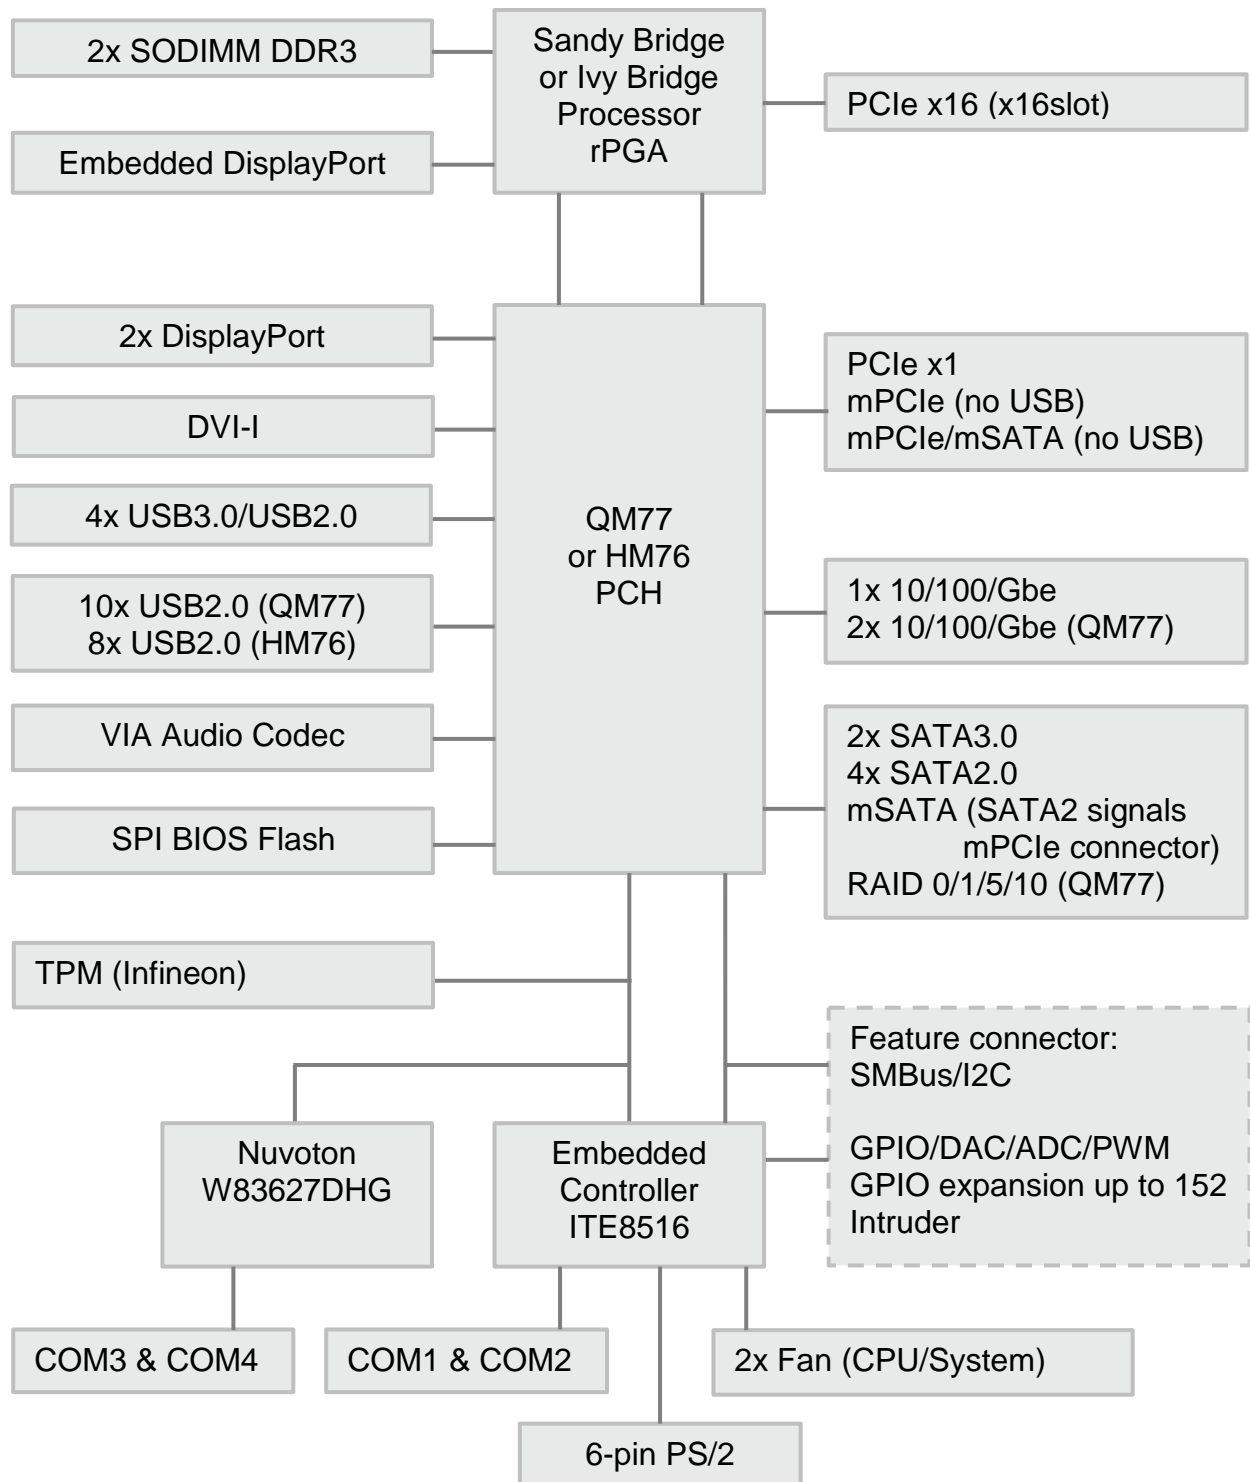 2x SODIMM DDR3
Sandy Bridge
or Ivy Bridge
Processor
rPGA
PCIe x16 (x16slot)
Embedded DisplayPort
2x DisplayPort
DVI-I
4x USB3.0/USB2.0
10x USB2.0 (QM77)
8x USB2.0 (HM76)
VIA Audio Codec
SPI BIOS Flash
QM77
or HM76
PCH
PCIe x1
mPCIe (no USB)
mPCIe/mSATA (no USB)
1x 10/100/Gbe
2x 10/100/Gbe (QM77)
2x SATA3.0
4x SATA2.0
mSATA (SATA2 signals
mPCIe connector)
RAID 0/1/5/10 (QM77)
TPM (Infineon)
Feature connector:
SMBus/I2C
GPIO/DAC/ADC/PWM
GPIO expansion up to 152
Intruder
Nuvoton
W83627DHG
Embedded
Controller
ITE8516
COM3 & COM4
COM1 & COM2
2x Fan (CPU/System)
6-pin PS/2